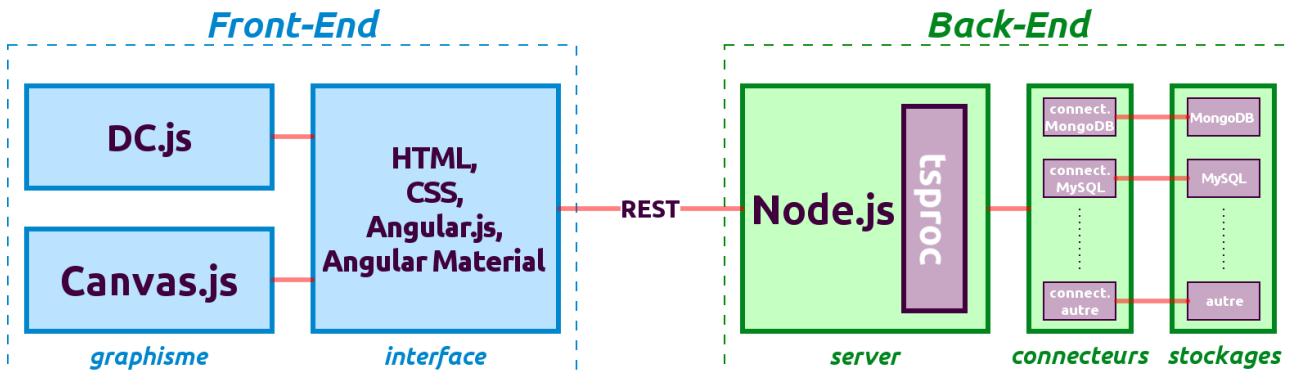 Front-End
Back-End
DC.js
Canvas.js
graphisme
HTML,
CSS,
Angular.js,
Angular Material
interface
REST
Node.js
tsproc
server
connect.
MongoDB
connect.
MySQL
connect.
autre
connecteurs
MongoDB
MySQL
autre
stockages